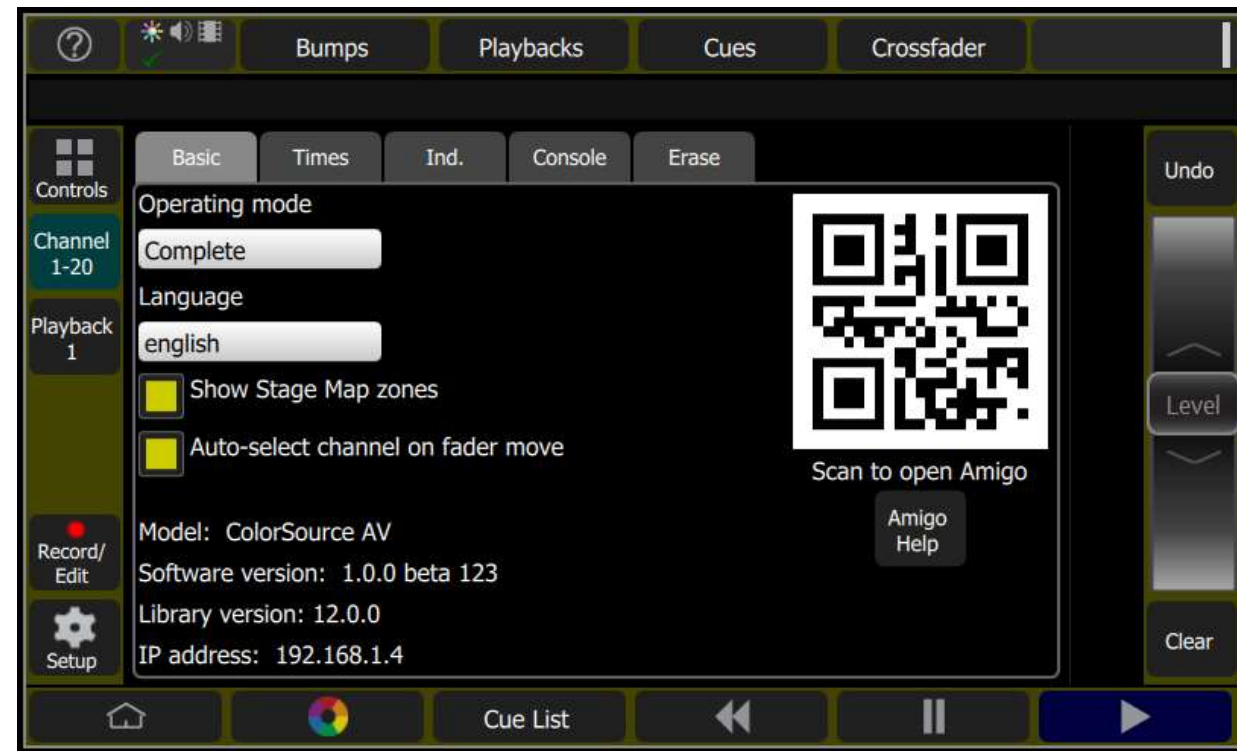 Bumps
Playbacks
Cues
Crossfader
Controls
Channel
1-20
Playback
1
Record/
Edit
Setup
Basic
Times
Ind.
Console
Erase
Operating mode
Complete
Language
english
Show Stage Map zones
Auto-select channel on fader move
Model: ColorSource AV
Software version: 1.0.0 beta 123
Library version: 12.0.0
IP address: 192.168.1.4
Scan to open Amigo
Amigo
Help
Undo
Level
Clear
Cue List